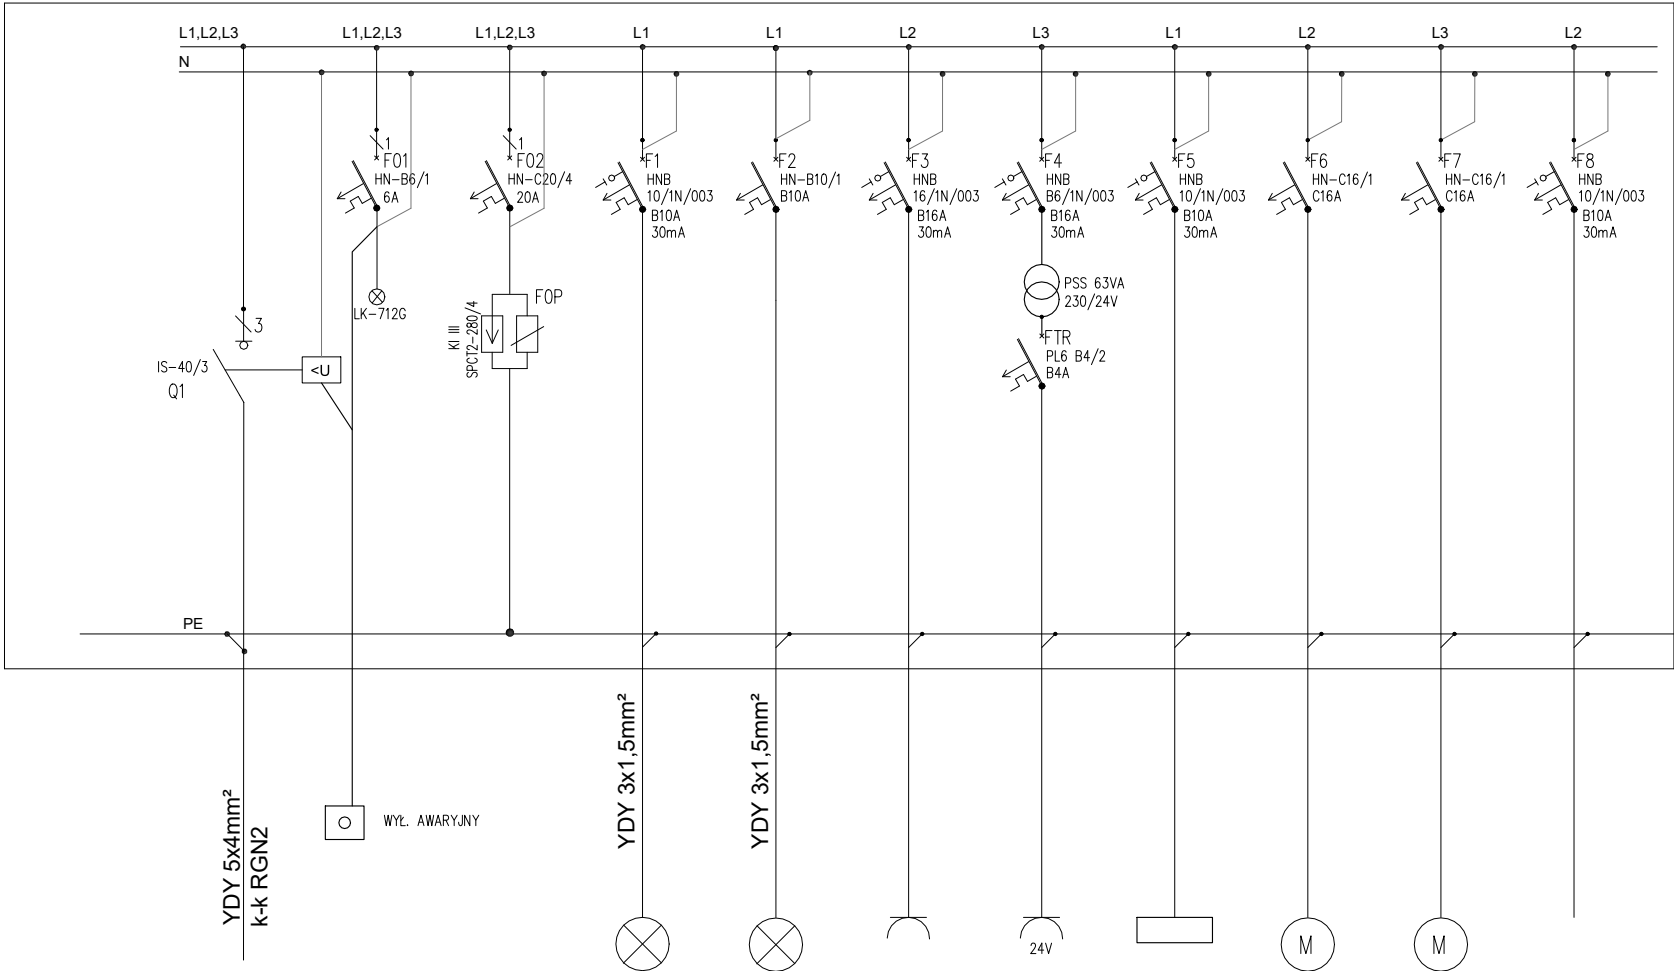 L1,L2,L3
L1,L2,L3
L1,L2,L3
L1
L1
L2
L3
L1
L2
L3
L2
N
1
F01
HN-B6/1
6A
LK-712G
1
F02
HN-C20/4
20A
F0P
KI III
SPCT2-280/4
F1
HNB
10/1N/003
B10A
30mA
F2
HN-B10/1
B10A
F3
HNB
16/1N/003
B16A
30mA
F4
HNB
B6/1N/003
B16A
30mA
PSS 63VA
230/24V
FTR
PL6 B4/2
B4A
F5
HNB
10/1N/003
B10A
30mA
F6
HN-C16/1
C16A
F7
HN-C16/1
C16A
F8
HNB
10/1N/003
B10A
30mA
3
IS-40/3
Q1
<U
PE
YDY 5x4mm²
k-k RGN2
WYŁ. AWARYJNY
YDY 3x1,5mm²
YDY 3x1,5mm²
24V
M
M